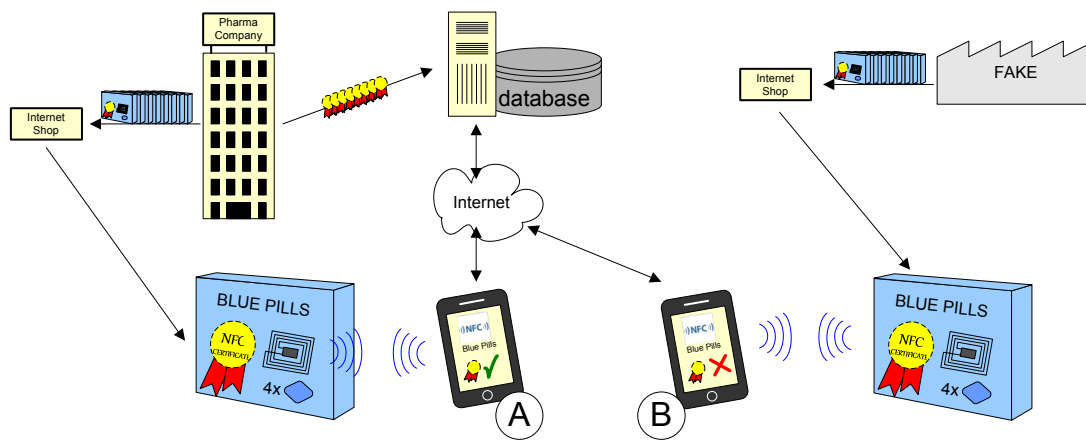 Pharma
Company
Internet
Shop
database
Internet
Shop
FAKE
Internet
BLUE PILLS
NFC
CERTIFICATE
4x
NFC
Blue Pills
A
NFC
Blue Pills
B
BLUE PILLS
NFC
CERTIFICATE
4x